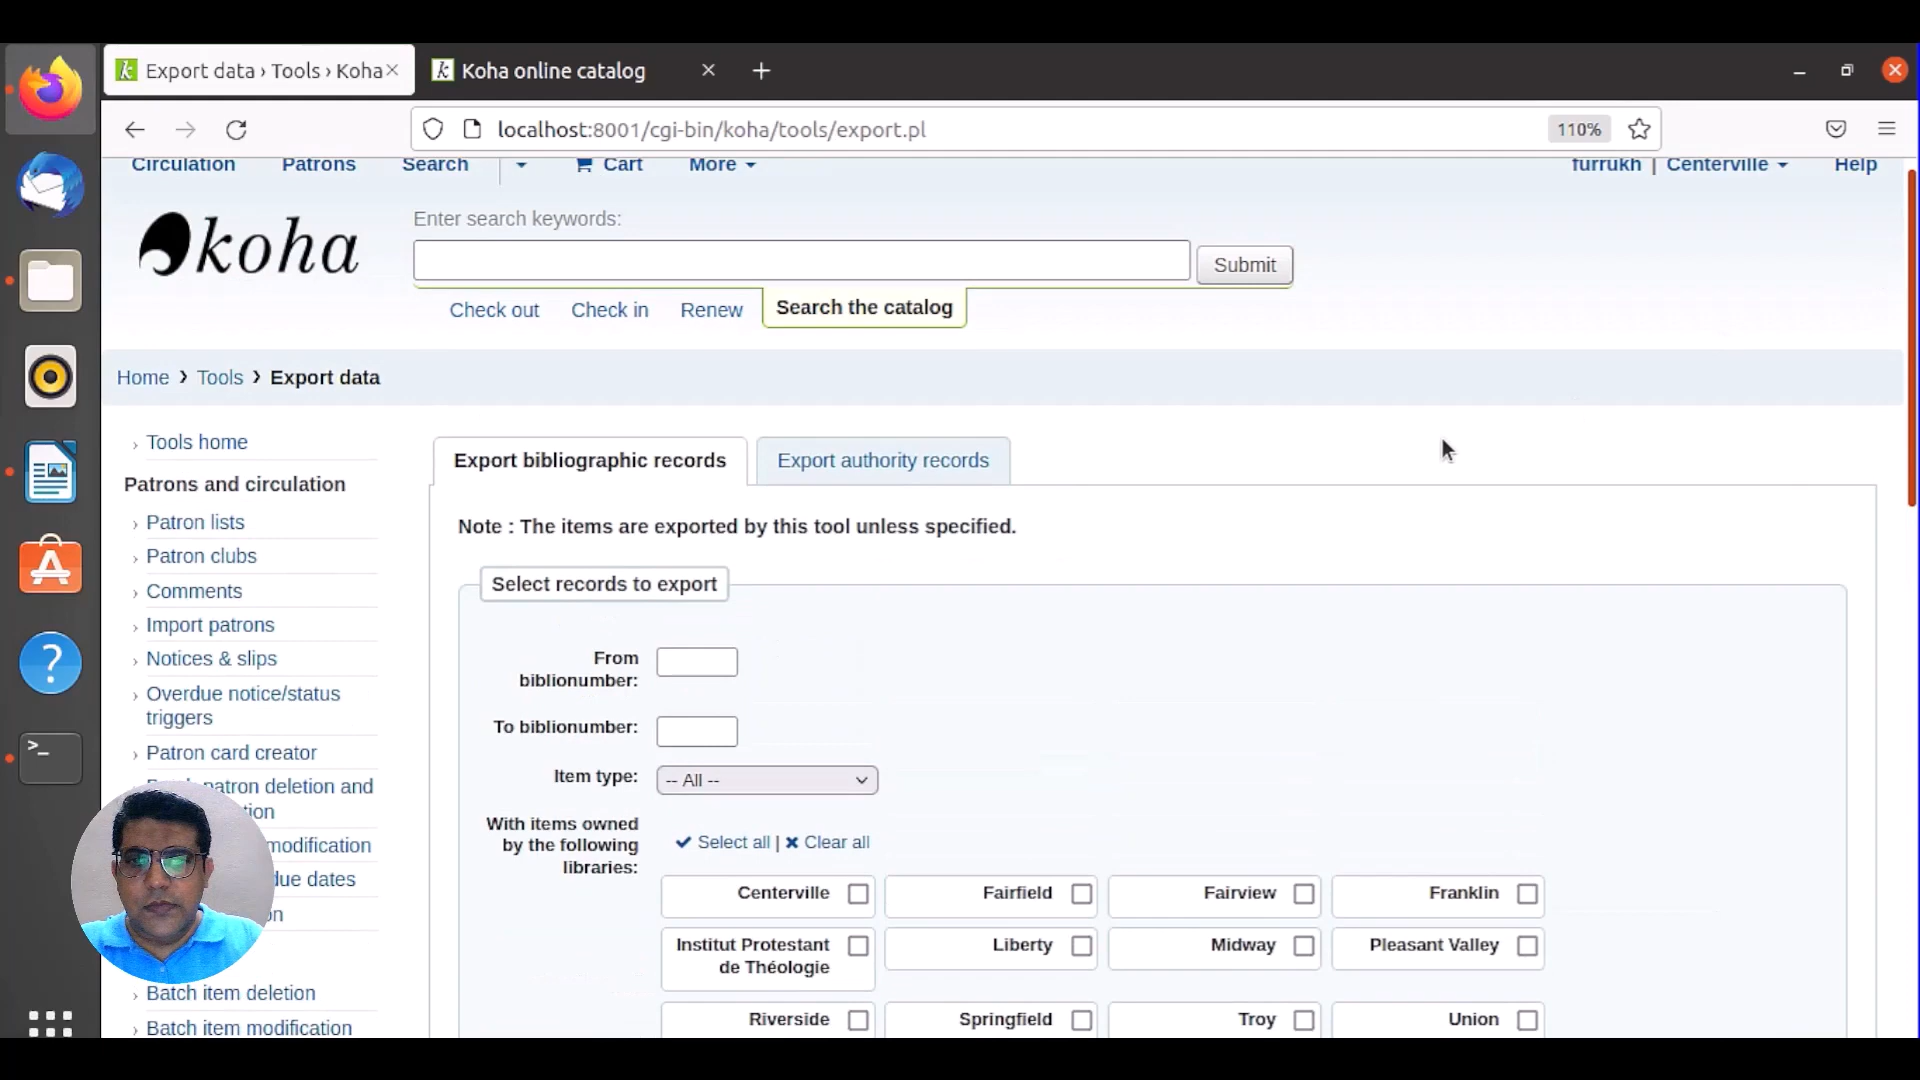 Export data › Tools › Koha
Koha online catalog
localhost:8001/cgi-bin/koha/tools/export.pl
110%
Circulation
Patrons
Search
Cart
More
furrukh | Centerville
Help
koha
Enter search keywords:
Submit
Check out
Check in
Renew
Search the catalog
Home › Tools › Export data
Tools home
Patrons and circulation
Patron lists
Patron clubs
Comments
Import patrons
Notices & slips
Overdue notice/status
triggers
Patron card creator
patron deletion and
modification
due dates
Batch item deletion
Batch item modification
Export bibliographic records
Export authority records
Note : The items are exported by this tool unless specified.
Select records to export
From
biblionumber:
To biblionumber:
Item type:
-- All --
With items owned
by the following
libraries:
Select all | Clear all
Centerville
Fairfield
Fairview
Franklin
Institut Protestant
de Théologie
Liberty
Midway
Pleasant Valley
Riverside
Springfield
Troy
Union